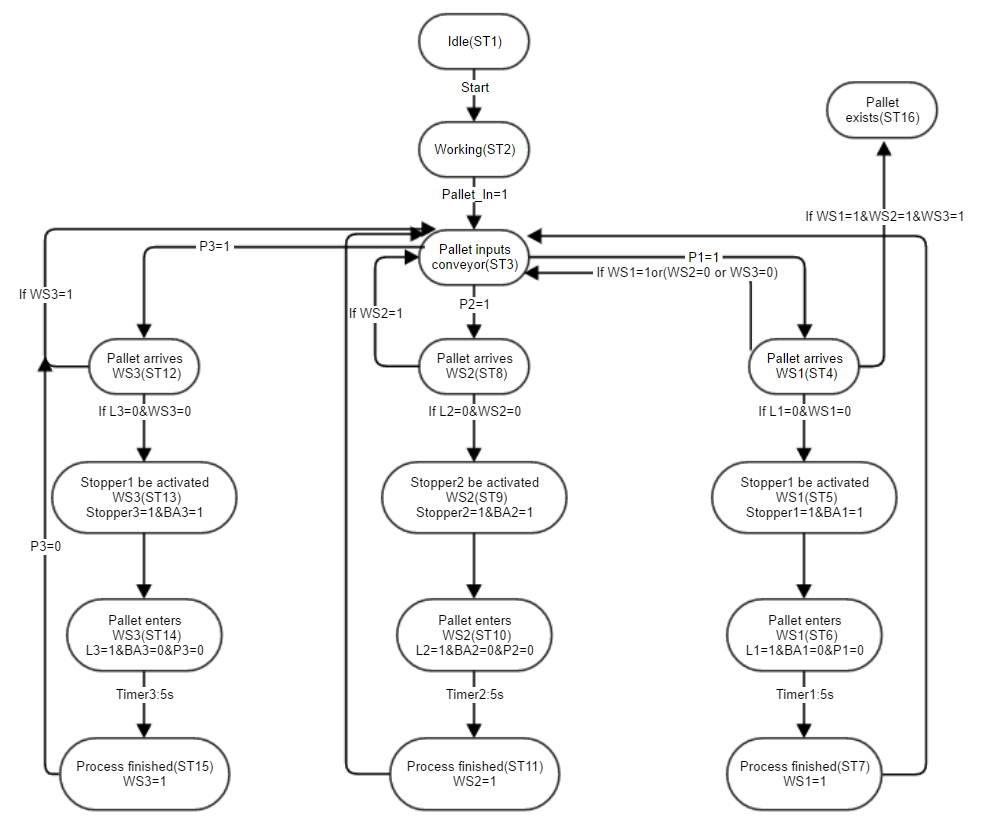 Idle(ST1)
Start
Pallet
exists(ST16)
Working(ST2)
Pallet_In=1
If WS1=1&WS2=1&WS3=1
P3=1
Pallet inputs
conveyor(ST3)
P1=1
If WS1=1or(WS2=0 or WS3=0)
If WS3=1
P2=1
If WS2=1
Pallet arrives
WS3(ST12)
Pallet arrives
WS2(ST8)
Pallet arrives
WS1(ST4)
If L3=0&WS3=0
If L2=0&WS2=0
If L1=0&WS1=0
Stopper1 be activated
WS3(ST13)
Stopper3=1&BA3=1
Stopper2 be activated
WS2(ST9)
Stopper2=1&BA2=1
Stopper1 be activated
WS1(ST5)
Stopper1=1&BA1=1
P3=0
Pallet enters
WS3(ST14)
L3=1&BA3=0&P3=0
Pallet enters
WS2(ST10)
L2=1&BA2=0&P2=0
Pallet enters
WS1(ST6)
L1=1&BA1=0&P1=0
Timer3:5s
Timer2:5s
Timer1:5s
Process finished(ST15)
WS3=1
Process finished(ST11)
WS2=1
Process finished(ST7)
WS1=1